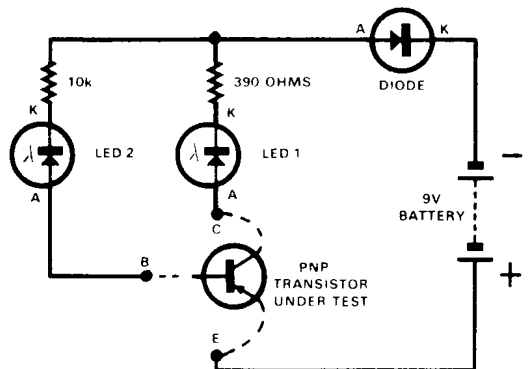 A K
DIODE
10k
390 OHMS
K K
λ LED 2
λ LED 1
A A
C
9V
BATTERY
−
+
B
PNP
TRANSISTOR
UNDER TEST
E